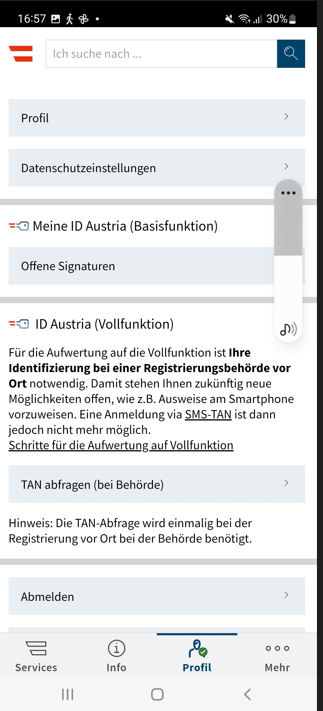 16:57
30%
Ich suche nach ...
Profil
Datenschutzeinstellungen
Meine ID Austria (Basisfunktion)
Offene Signaturen
ID Austria (Vollfunktion)
Für die Aufwertung auf die Vollfunktion ist Ihre
Identifizierung bei einer Registrierungsbehörde vor
Ort notwendig. Damit stehen Ihnen zukünftig neue
Möglichkeiten offen, wie z.B. Ausweise am Smartphone
vorzuweisen. Eine Anmeldung via SMS-TAN ist dann
jedoch nicht mehr möglich.
Schritte für die Aufwertung auf Vollfunktion
TAN abfragen (bei Behörde)
Hinweis: Die TAN-Abfrage wird einmalig bei der
Registrierung vor Ort bei der Behörde benötigt.
Abmelden
Services
Info
Profil
Mehr